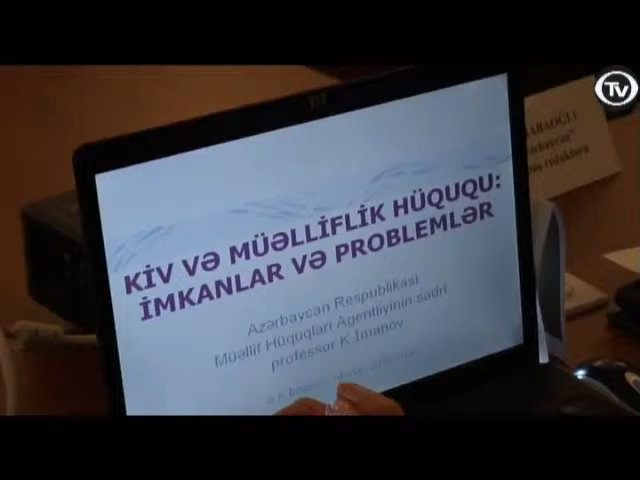 KİV VƏ MÜƏLLİFLİK HÜQUQU:
İMKANLAR VƏ PROBLEMLƏR
Azərbaycan Respublikası
Müəllif Hüquqları Agentliyinin sədri
professor K.İmanov
TV